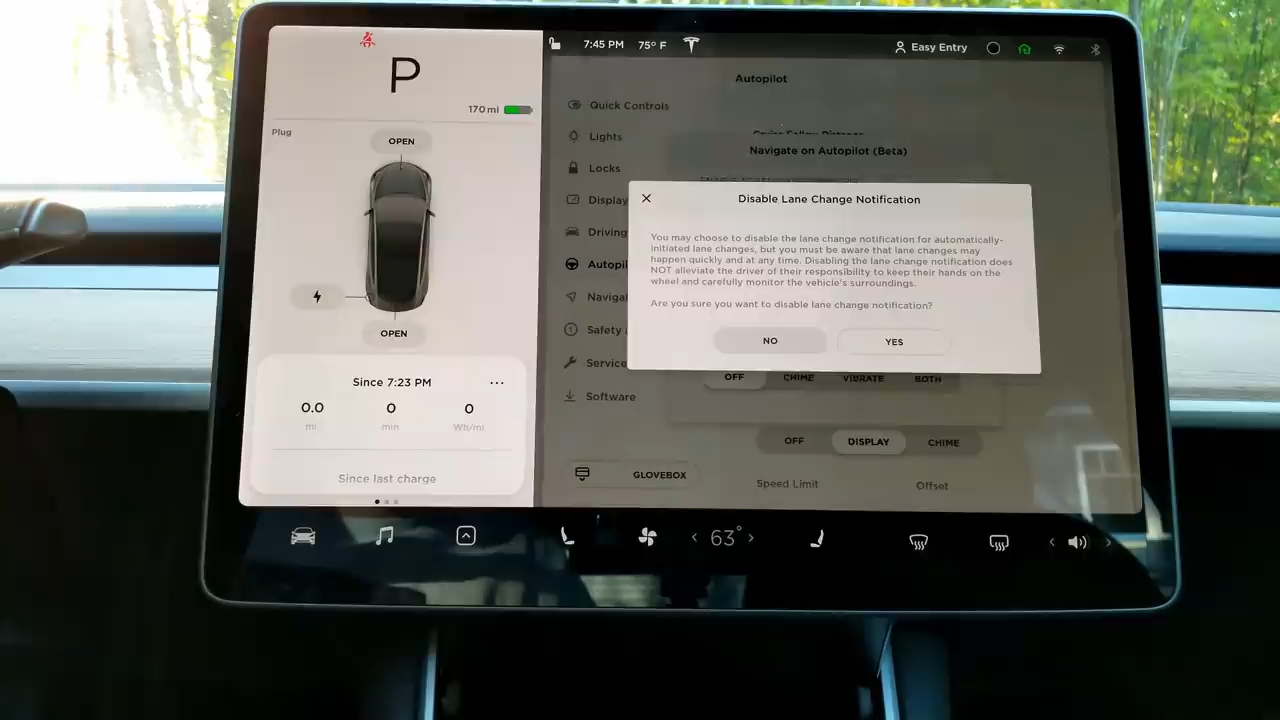 P
170 mi
Plug
OPEN
OPEN
Since 7:23 PM
0.0 0 0
mi min Wh/mi
Since last charge
7:45 PM 75° F Easy Entry
Autopilot
Quick Controls
Lights
Locks
Display
Driving
Autopil
Naviga
Safety
Service
Software
GLOVEBOX
Cruise Follow Distance
Navigate on Autopilot (Beta)
Disable Lane Change Notification
You may choose to disable the lane change notification for automatically-
initiated lane changes, but you must be aware that lane changes may
happen quickly and at any time. Disabling the lane change notification does
NOT alleviate the driver of their responsibility to keep their hands on the
wheel and carefully monitor the vehicle's surroundings.
Are you sure you want to disable lane change notification?
NO YES
OFF CHIME VIBRATE BOTH
OFF DISPLAY CHIME
Speed Limit Offset
63°